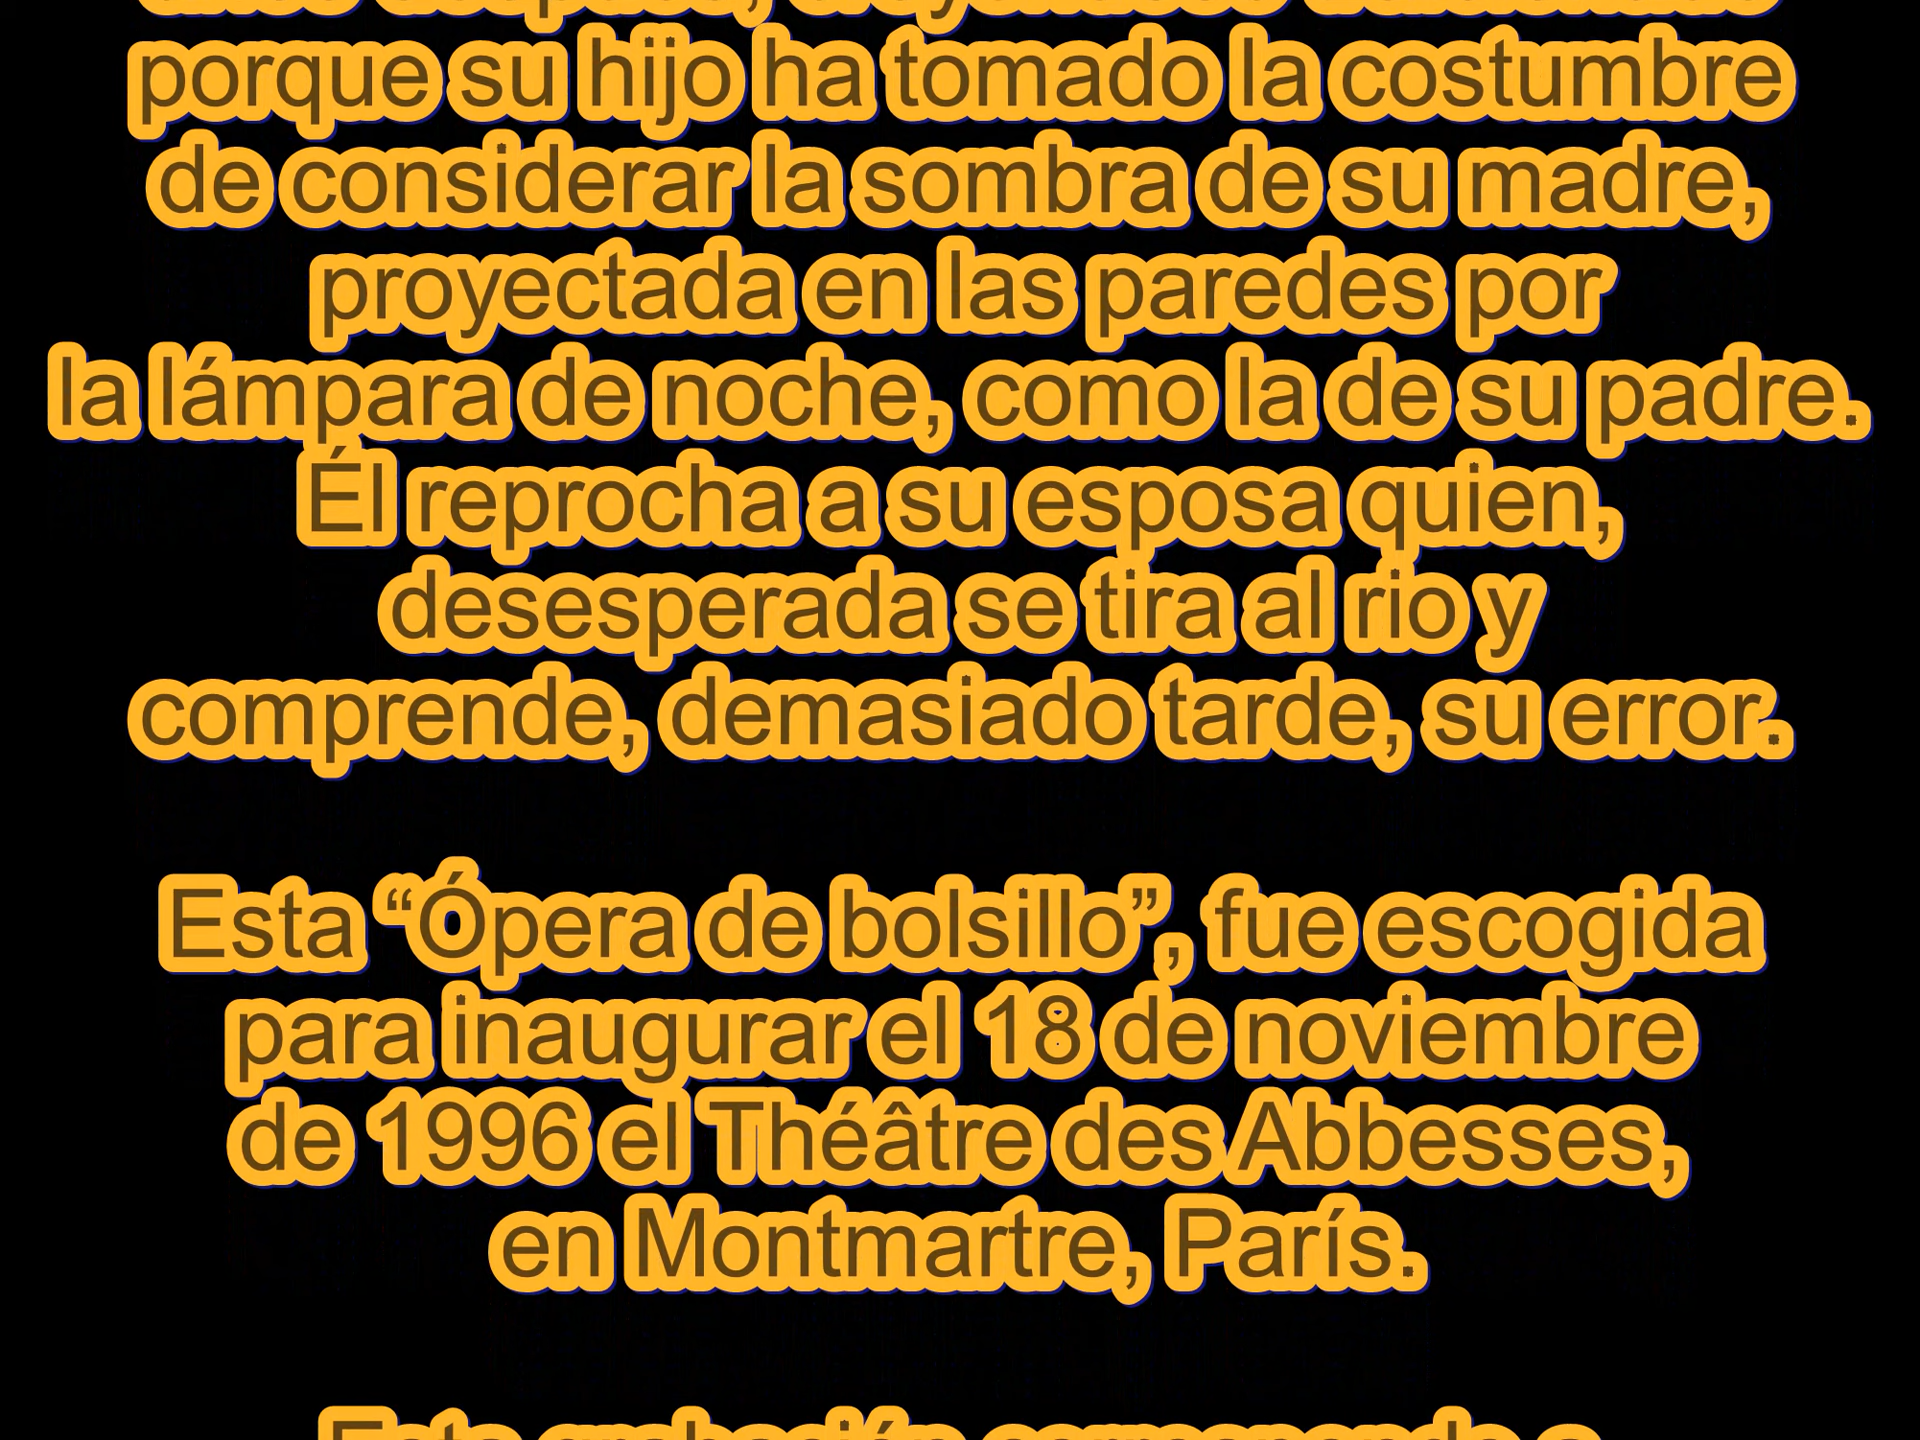 porque su hijo ha tomado la costumbre
de considerar la sombra de su madre,
proyectada en las paredes por
la lámpara de noche, como la de su padre.
Él reprocha a su esposa quien,
desesperada se tira al rio y
comprende, demasiado tarde, su error.
Esta “Ópera de bolsillo”, fue escogida
para inaugurar el 18 de noviembre
de 1996 el Théâtre des Abbesses,
en Montmartre, París.